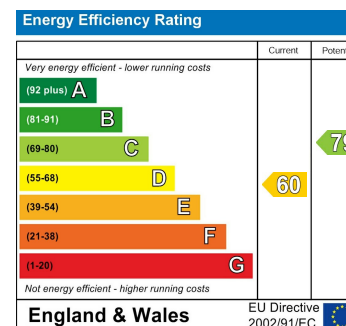 Energy Efficiency Rating
Current
Very energy efficient - lower running costs
(92 plus) A
(81-91) B
(69-80) C
79
(55-68) D
60
(39-54) E
(21-38) F
(1-20) G
Not energy efficient - higher running costs
England & Wales
EU Directive
2002/91/EC